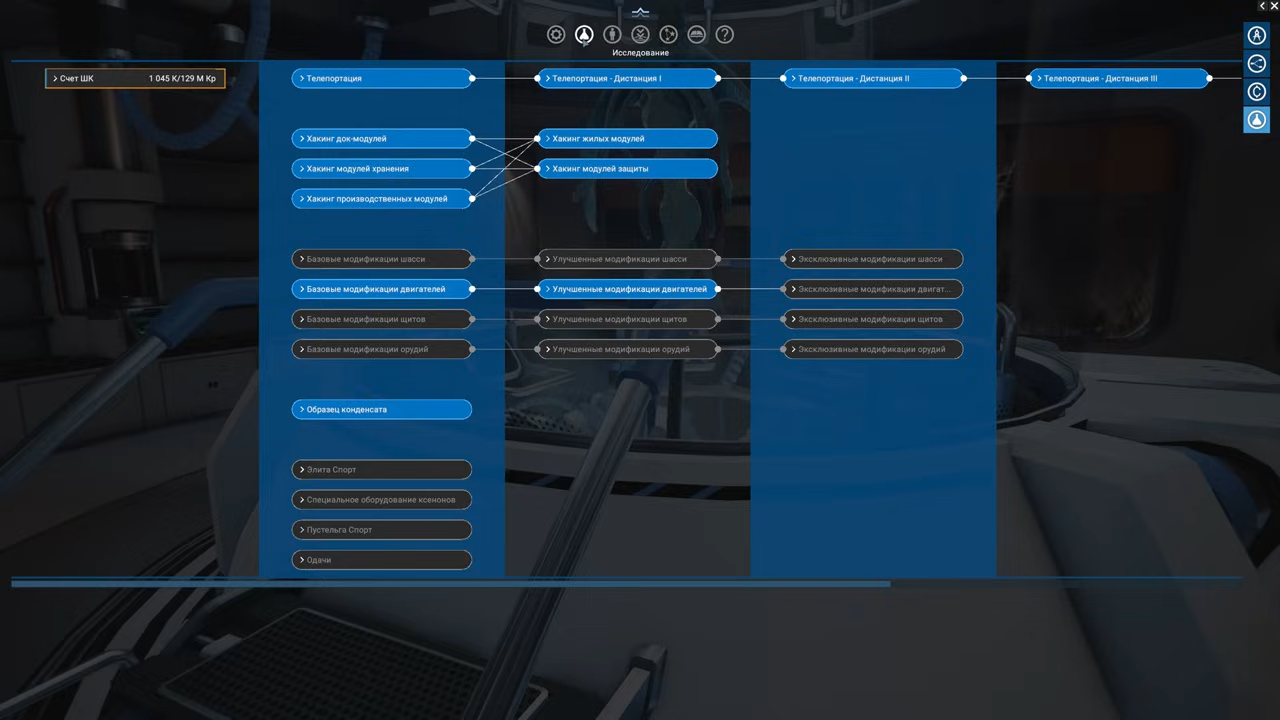 Исследование
Счет ШК 1 045 К/129 М Кр
Телепортация
Телепортация - Дистанция I
Телепортация - Дистанция II
Телепортация - Дистанция III
Хакинг док-модулей
Хакинг жилых модулей
Хакинг модулей хранения
Хакинг модулей защиты
Хакинг производственных модулей
Базовые модификации шасси
Улучшенные модификации шасси
Эксклюзивные модификации шасси
Базовые модификации двигателей
Улучшенные модификации двигателей
Эксклюзивные модификации двигат...
Базовые модификации щитов
Улучшенные модификации щитов
Эксклюзивные модификации щитов
Базовые модификации орудий
Улучшенные модификации орудий
Эксклюзивные модификации орудий
Образец конденсата
Элита Спорт
Специальное оборудование ксенонов
Пустельга Спорт
Одачи